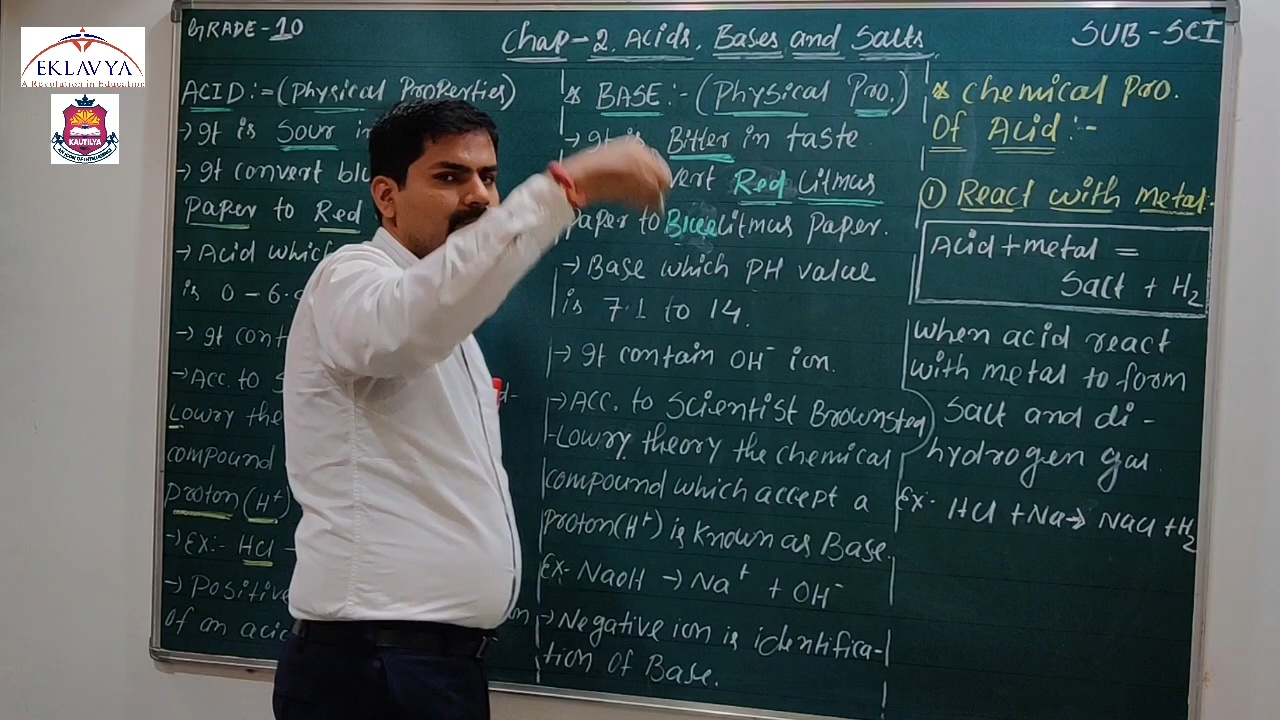 EKLAVYA
A Revolution in Education
KAUTILYA
GRADE-10
Chap-2. Acids, Bases and Salts.
SUB-SCI
ACID:=(Physical Properties)
→ It is Sour in
→ It convert blu
Paper to Red
→ Acid which
is 0-6.
→ It cont
→ Acc. to S
Lowry the
compound
Proton (H+)
→ Ex:- HCl
→ Positive
of an acid
* BASE:- (Physical Pro.)
→ It is Bitter in taste
vert Red Litmus
Paper to Blue Litmus Paper.
→ Base which PH value
is 7.1 to 14.
→ It contain OH- ion.
→ Acc. to Scientist Brownsted
-Lowry theory the chemical
compound which accept a
Proton(H+) is known as Base.
Ex- NaOH → Na+ + OH-
→ Negative ion is identifica-
tion of Base.
* Chemical Pro.
Of Acid:-
① React with metal:
Acid + metal =
Salt + H2
when acid react
with metal to form
Salt and di-
hydrogen gas.
Ex- HCl + Na → NaCl + H2